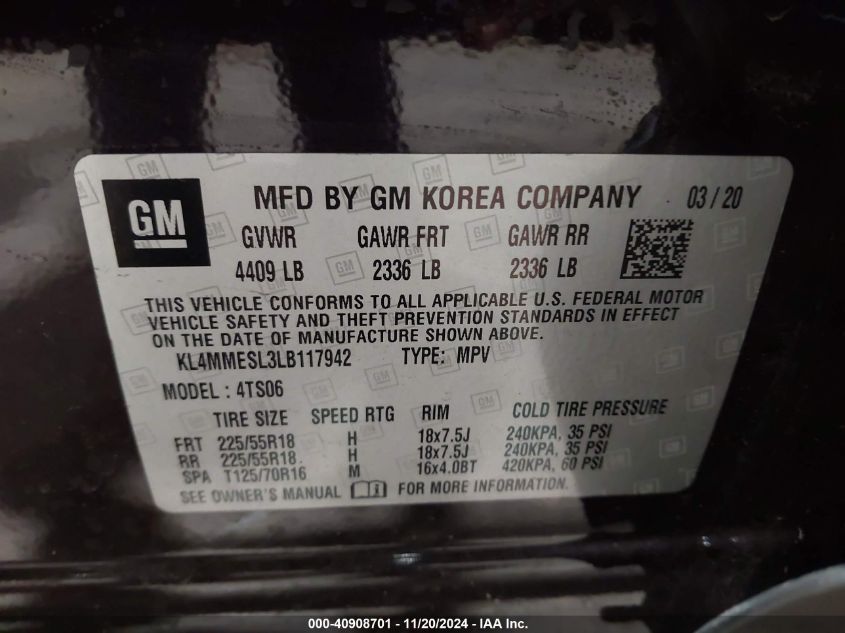 GM
MFD BY GM KOREA COMPANY 03/20
GVWR GAWR FRT GAWR RR
4409 LB 2336 LB 2336 LB
THIS VEHICLE CONFORMS TO ALL APPLICABLE U.S. FEDERAL MOTOR
VEHICLE SAFETY AND THEFT PREVENTION STANDARDS IN EFFECT
ON THE DATE OF MANUFACTURE SHOWN ABOVE.
KL4MMESL3LB117942 TYPE: MPV
MODEL: 4TS06
TIRE SIZE SPEED RTG RIM COLD TIRE PRESSURE
FRT 225/55R18 H 18x7.5J 240KPA, 35 PSI
RR 225/55R18 H 18x7.5J 240KPA, 35 PSI
SPA T125/70R16 M 16x4.0BT 420KPA, 60 PSI
SEE OWNER'S MANUAL FOR MORE INFORMATION.
000-40908701 - 11/20/2024 - IAA Inc.